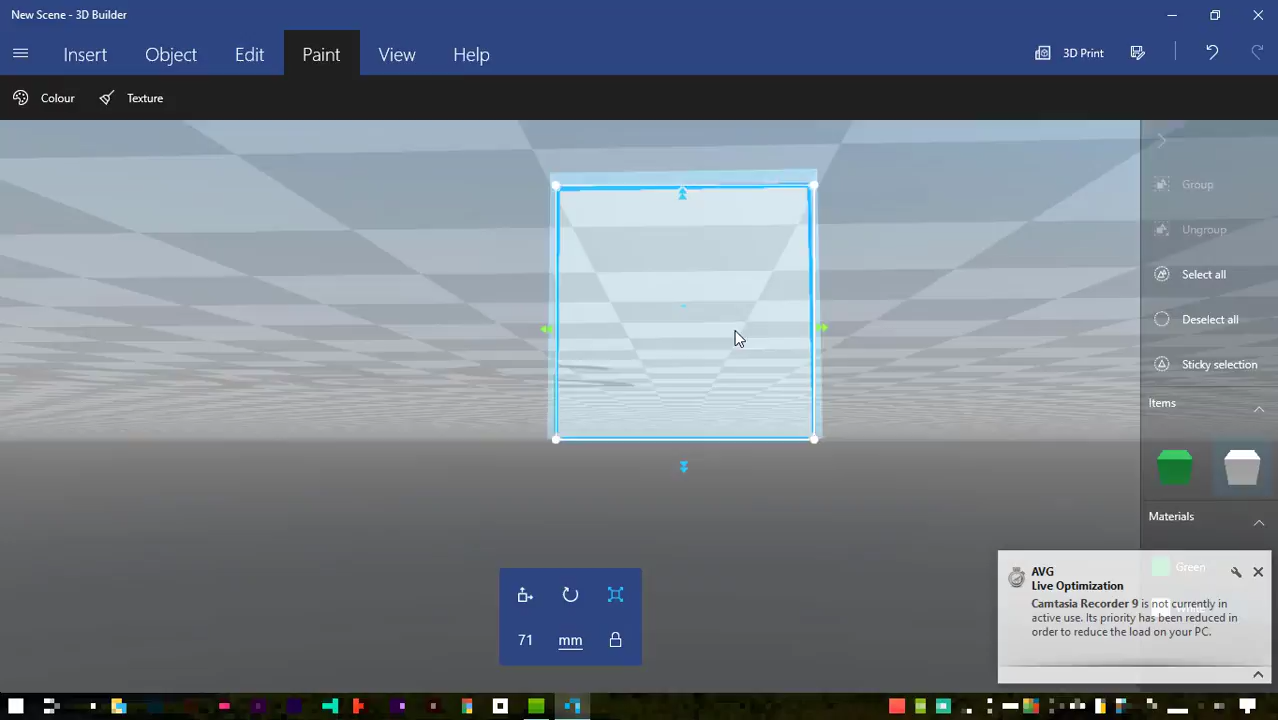 New Scene - 3D Builder
Insert
Object
Edit
Paint
View
Help
3D Print
Colour
Texture
Group
Ungroup
Select all
Deselect all
Sticky selection
Items
Materials
Green
AVG
Live Optimization
Camtasia Recorder 9 is not currently in
active use. Its priority has been reduced in
order to reduce the load on your PC.
71
mm